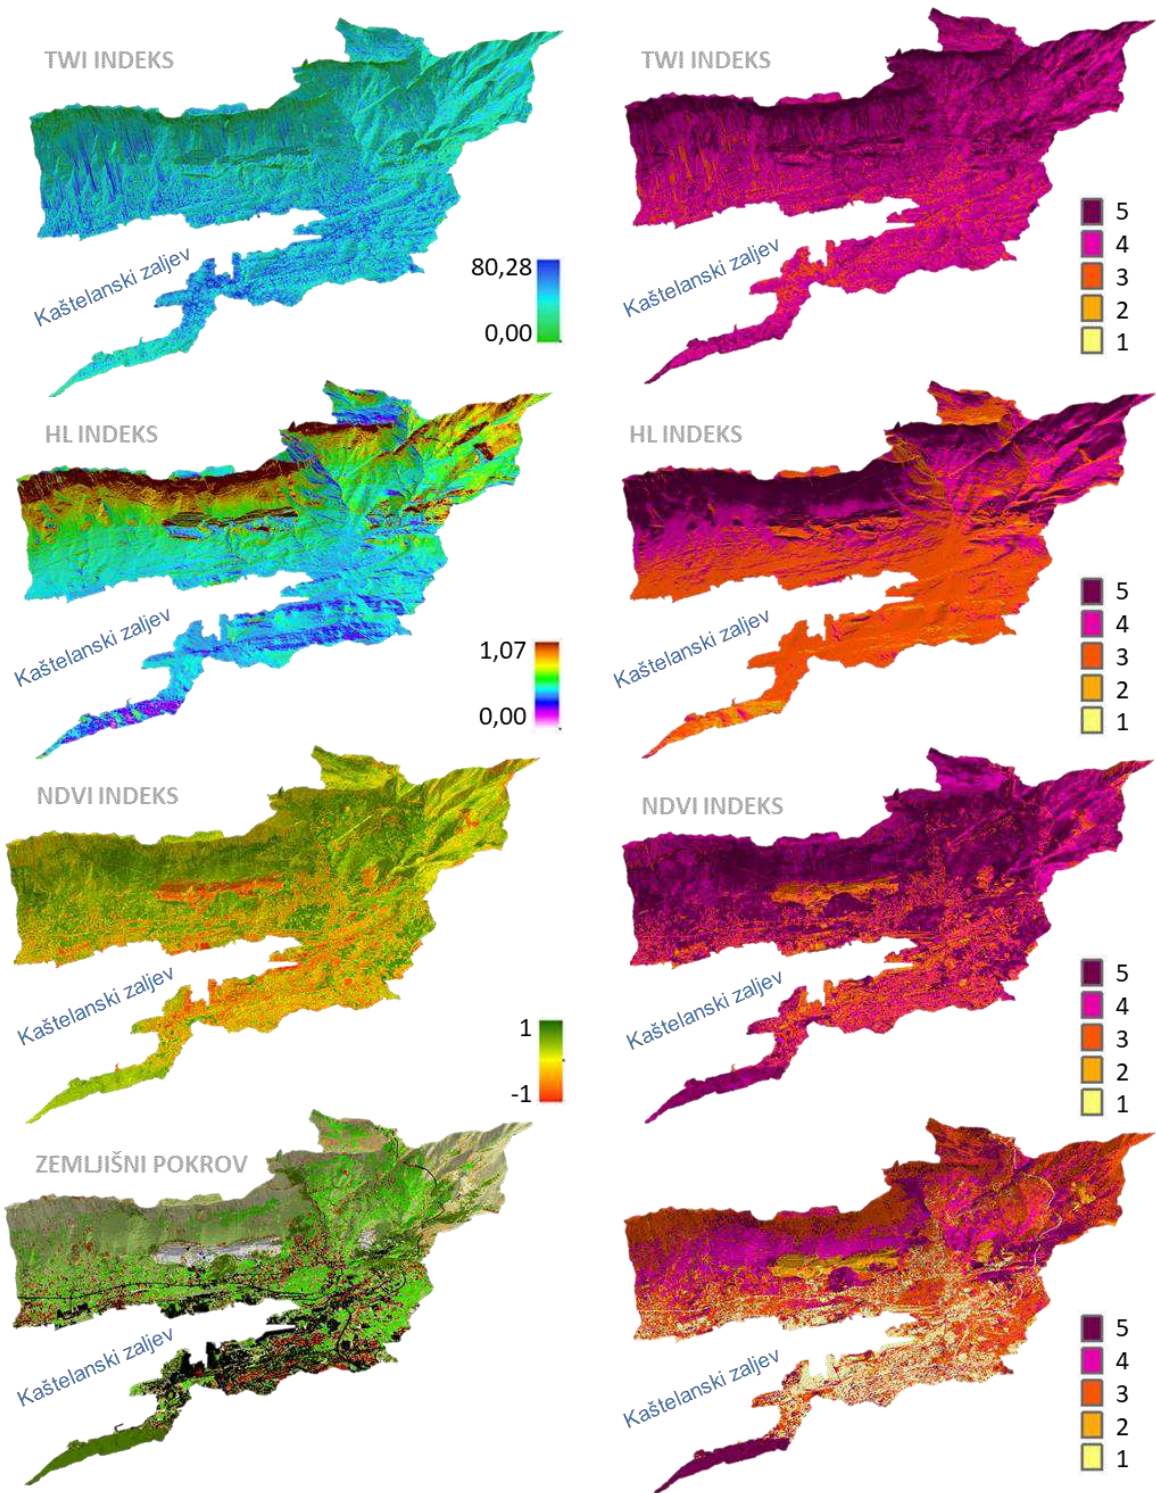 TWI INDEKS
Kaštelanski zaljev
80,28
0,00
TWI INDEKS
Kaštelanski zaljev
5
4
3
2
1
HL INDEKS
Kaštelanski zaljev
1,07
0,00
HL INDEKS
Kaštelanski zaljev
5
4
3
2
1
NDVI INDEKS
Kaštelanski zaljev
1
-1
NDVI INDEKS
Kaštelanski zaljev
5
4
3
2
1
ZEMLJIŠNI POKROV
Kaštelanski zaljev
Kaštelanski zaljev
5
4
3
2
1